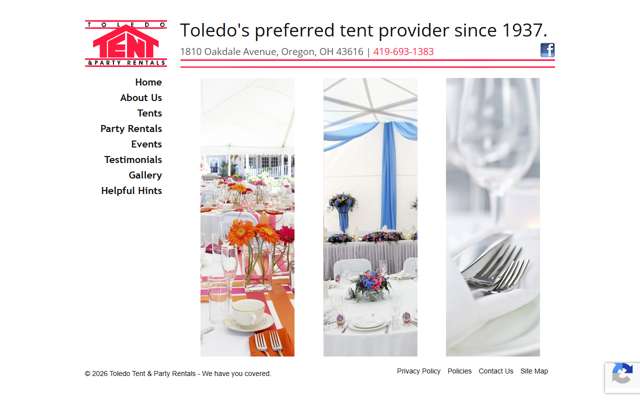 TOLEDO
TENT
& PARTY RENTALS
Toledo's preferred tent provider since 1937.
1810 Oakdale Avenue, Oregon, OH 43616 | 419-693-1383
Home
About Us
Tents
Party Rentals
Events
Testimonials
Gallery
Helpful Hints
© 2026 Toledo Tent & Party Rentals - We have you covered.
Privacy Policy Policies Contact Us Site Map